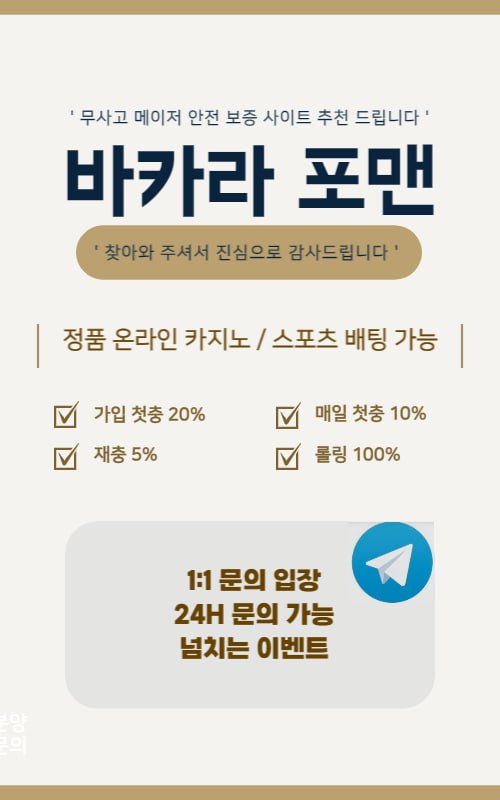 ' 무사고 메이저 안전 보증 사이트 추천 드립니다 '
바카라 포맨
' 찾아와 주셔서 진심으로 감사드립니다 '
정품 온라인 카지노 / 스포츠 배팅 가능
가입 첫충 20%
매일 첫충 10%
재충 5%
롤링 100%
1:1 문의 입장
24H 문의 가능
넘치는 이벤트
분양
문의